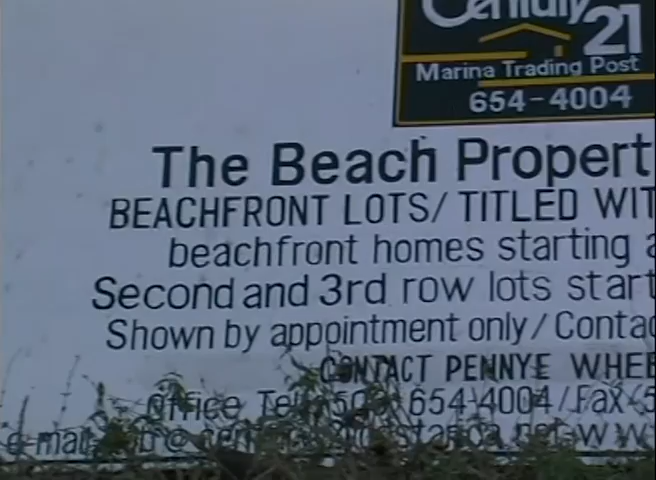 Century 21
Marina Trading Post
654-4004
The Beach Propert
BEACHFRONT LOTS/ TITLED WIT
beachfront homes starting a
Second and 3rd row lots start
Shown by appointment only/ Contac
CONTACT PENNYE WHEE
Office Tel 654-4004/Fax
e-mail